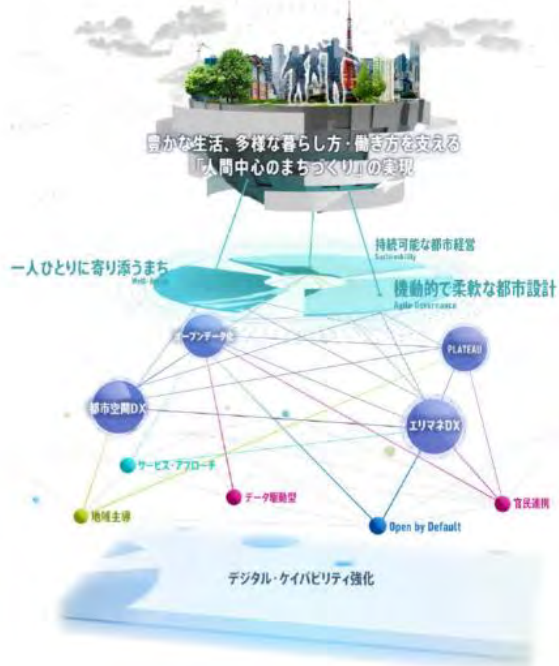 豊かな生活、多様な暮らし方・働き方を支える
「人間中心のまちづくり」の実現
持続可能な都市経営
Sustainability
一人ひとりに寄り添うまち
Well-being
機動的で柔軟な都市設計
Agile Governance
オープンデータ化
PLATEAU
都市空間DX
エリマネDX
サービス・アプローチ
データ駆動型
官民連携
地域主導
Open by Default
デジタル・ケイパビリティ強化